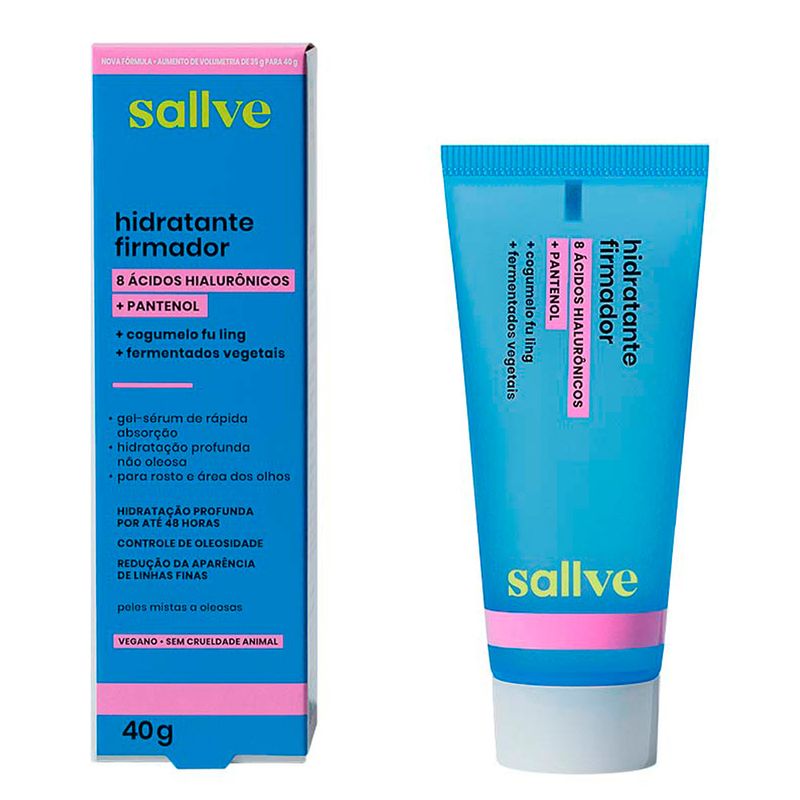 NOVA FÓRMULA • AUMENTO DE VOLUMETRIA DE 35 g PARA 40 g
sallve
hidratante
firmador
8 ÁCIDOS HIALURÔNICOS
+ PANTENOL
+ cogumelo fu ling
+ fermentados vegetais
• gel-sérum de rápida
absorção
• hidratação profunda
não oleosa
• para rosto e área dos olhos
HIDRATAÇÃO PROFUNDA
POR ATÉ 48 HORAS
CONTROLE DE OLEOSIDADE
REDUÇÃO DA APARÊNCIA
DE LINHAS FINAS
peles mistas a oleosas
VEGANO • SEM CRUELDADE ANIMAL
40 g
hidratante
firmador
8 ÁCIDOS HIALURÔNICOS
+ PANTENOL
+ cogumelo fu ling
+ fermentados vegetais
sallve